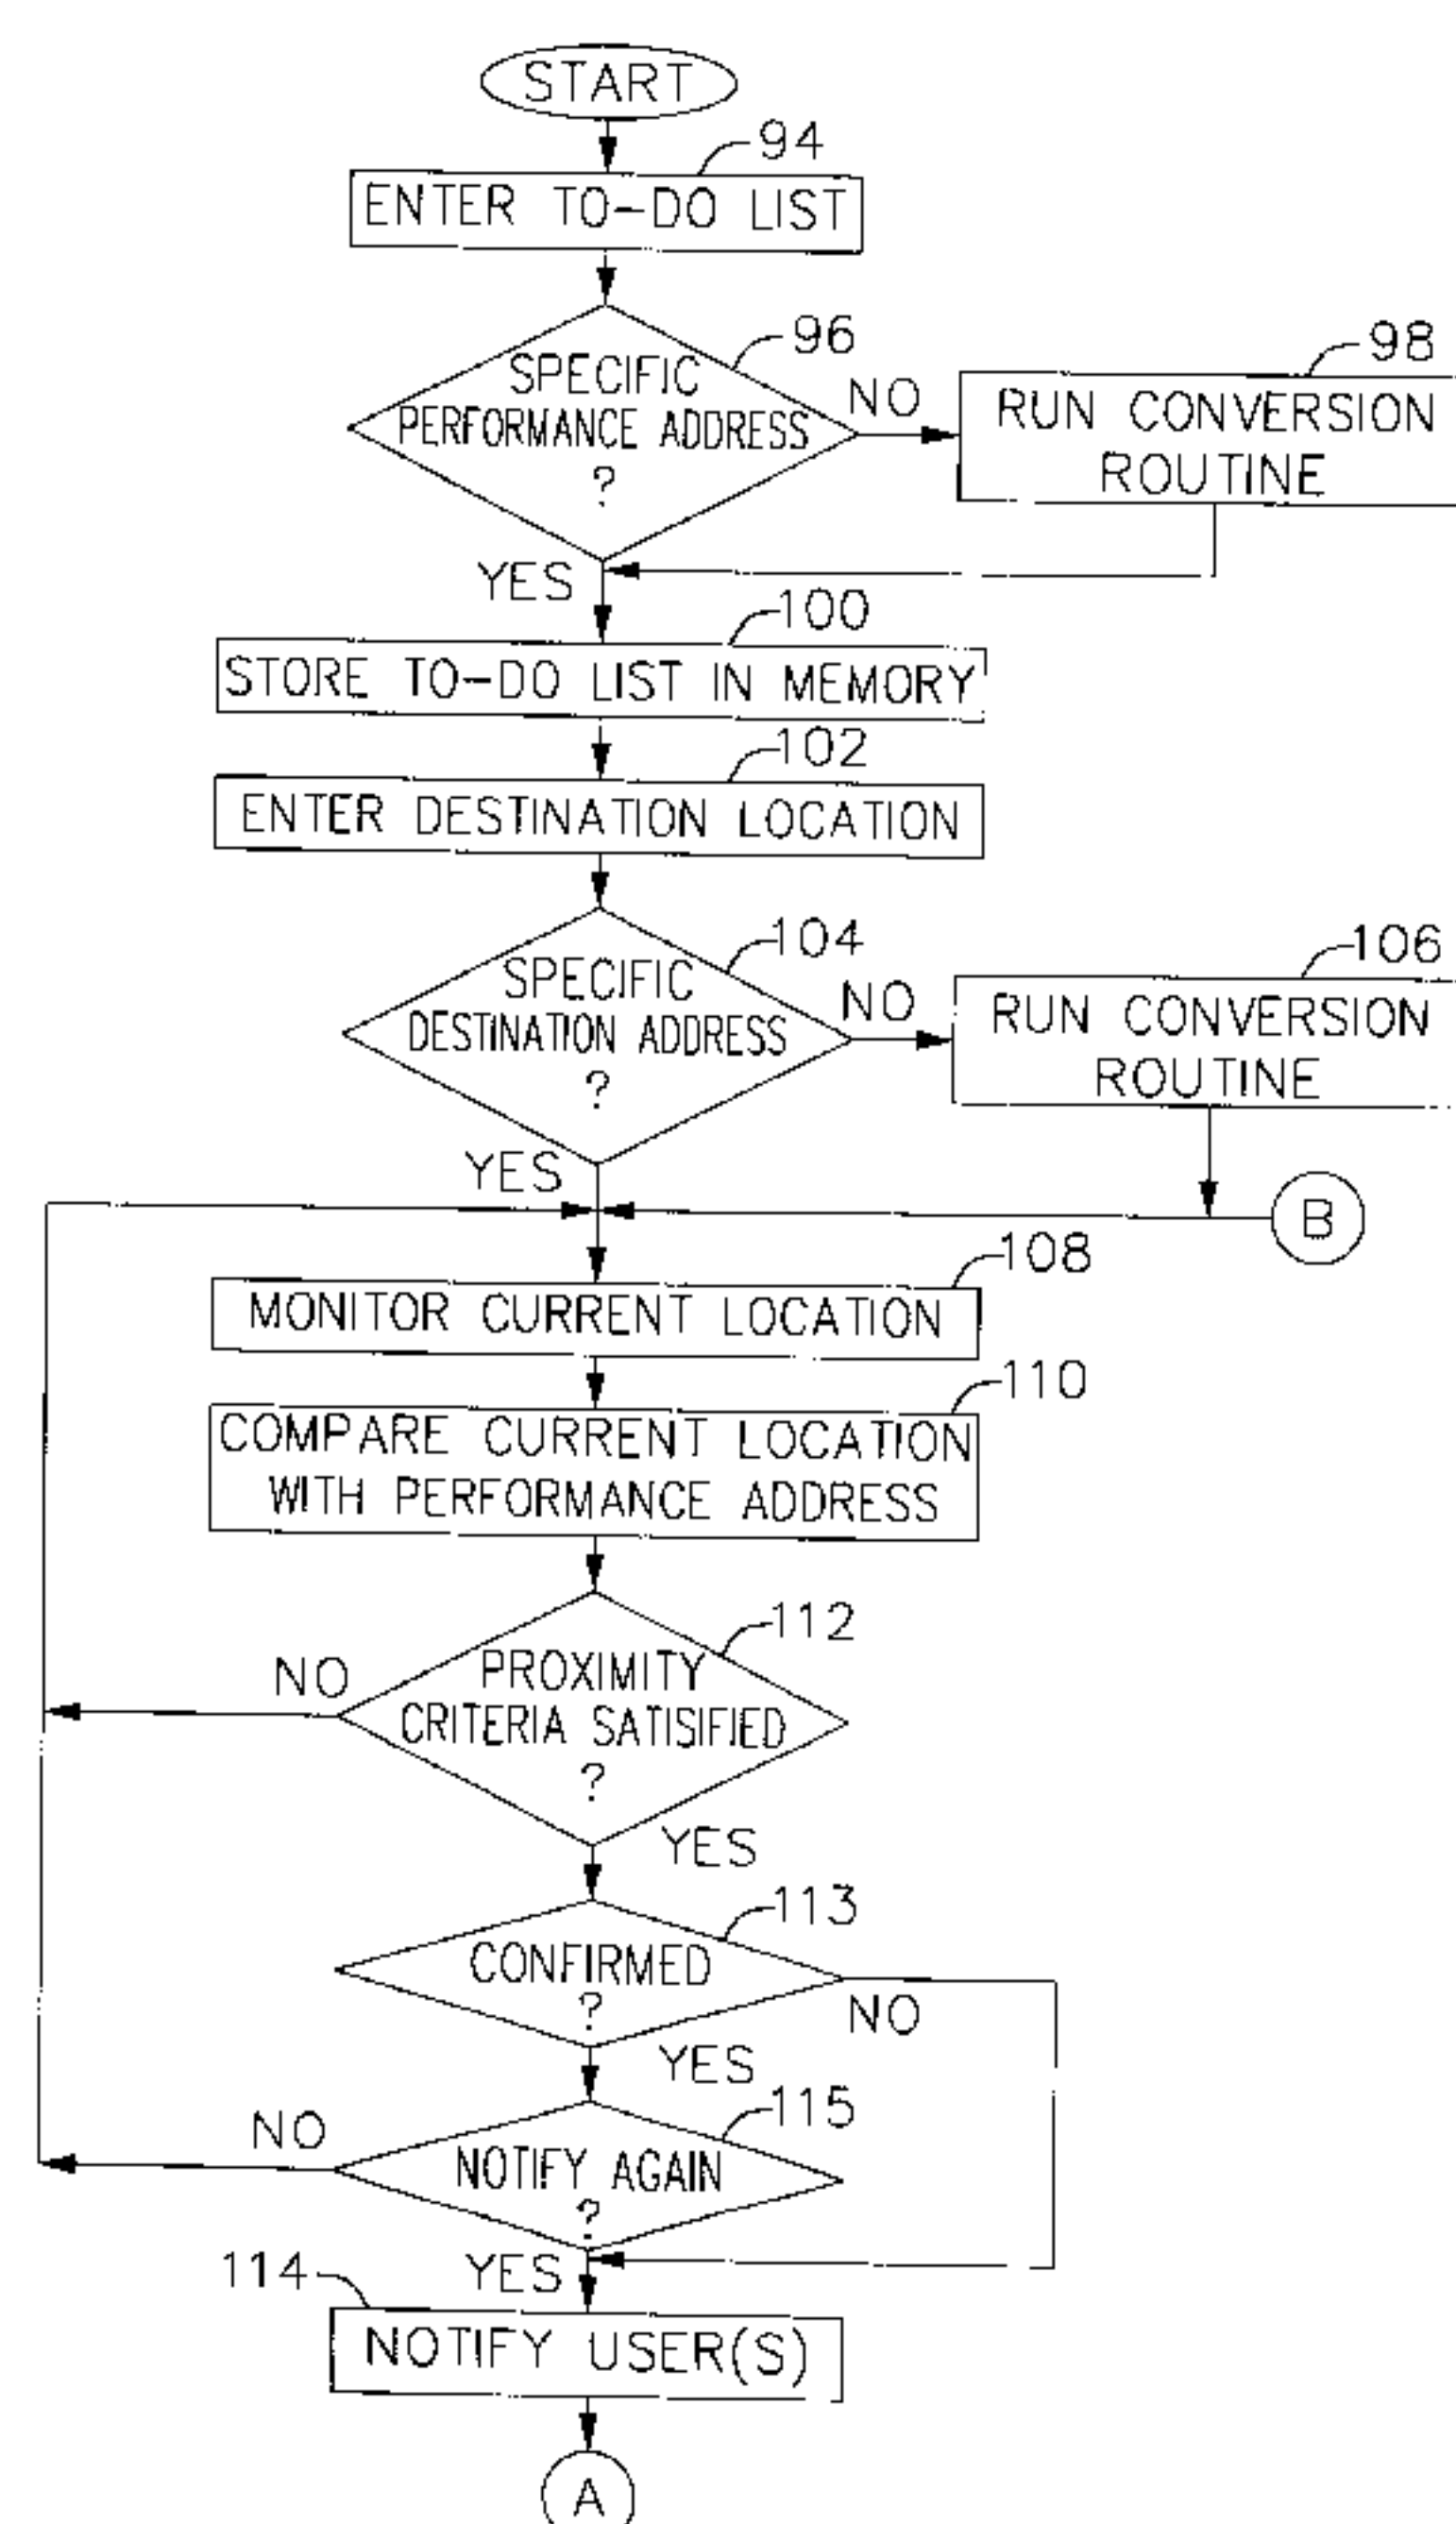 START
94
ENTER TO-DO LIST
96
SPECIFIC
PERFORMANCE ADDRESS
?
NO
98
RUN CONVERSION
ROUTINE
YES
100
STORE TO-DO LIST IN MEMORY
102
ENTER DESTINATION LOCATION
104
SPECIFIC
DESTINATION ADDRESS
?
NO
106
RUN CONVERSION
ROUTINE
YES
B
108
MONITOR CURRENT LOCATION
110
COMPARE CURRENT LOCATION
WITH PERFORMANCE ADDRESS
112
PROXIMITY
CRITERIA SATISIFIED
?
NO
YES
113
CONFIRMED
?
NO
YES
115
NOTIFY AGAIN
?
NO
YES
114
NOTIFY USER(S)
A